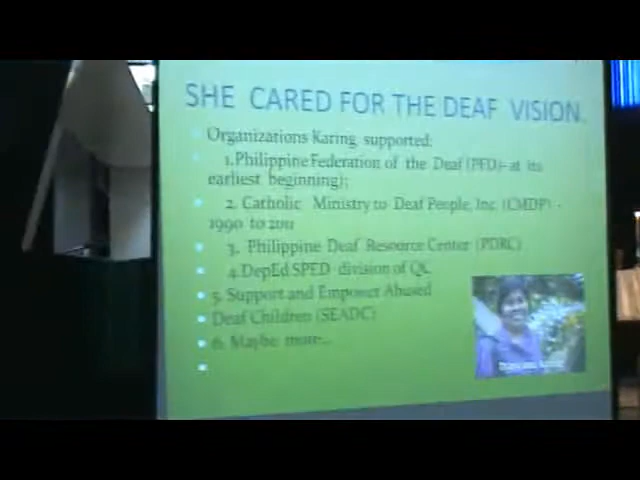 SHE CARED FOR THE DEAF VISION.
Organizations Karing supported:
1.Philippine Federation of the Deaf (PFD)- at its
earliest beginning);
2. Catholic Ministry to Deaf People, Inc. (CMDP) -
1990 to 2011
3. Philippine Deaf Resource Center (PDRC)
4.DepEd SPED division of QC
5. Support and Empower Abused
Deaf Children (SEADC)
6. Maybe more...